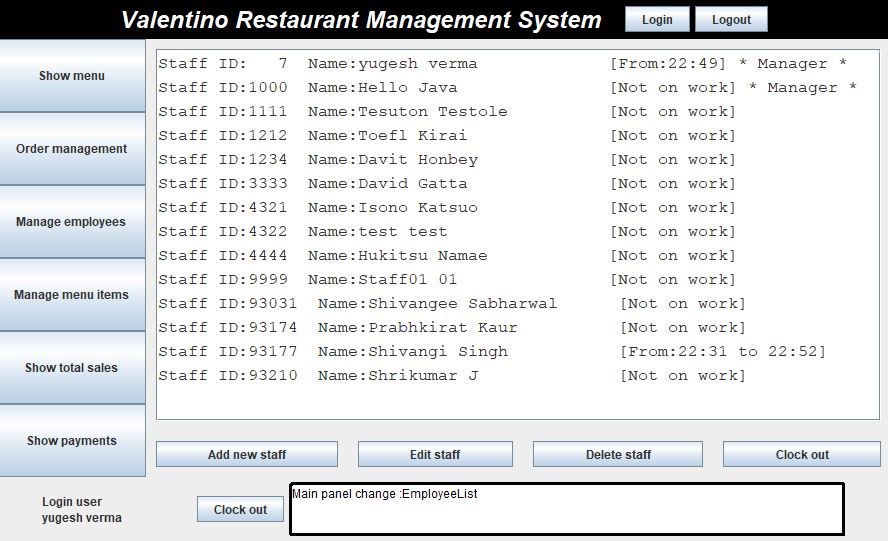 Valentino Restaurant Management System Login Logout
Show menu
Order management
Manage employees
Manage menu items
Show total sales
Show payments
Staff ID:   7  Name:yugesh verma             [From:22:49] * Manager *
Staff ID:1000  Name:Hello Java               [Not on work] * Manager *
Staff ID:1111  Name:Tesuton Testole          [Not on work]
Staff ID:1212  Name:Toefl Kirai              [Not on work]
Staff ID:1234  Name:Davit Honbey             [Not on work]
Staff ID:3333  Name:David Gatta              [Not on work]
Staff ID:4321  Name:Isono Katsuo             [Not on work]
Staff ID:4322  Name:test test                [Not on work]
Staff ID:4444  Name:Hukitsu Namae            [Not on work]
Staff ID:9999  Name:Staff01 01               [Not on work]
Staff ID:93031  Name:Shivangee Sabharwal      [Not on work]
Staff ID:93174  Name:Prabhkirat Kaur          [Not on work]
Staff ID:93177  Name:Shivangi Singh           [From:22:31 to 22:52]
Staff ID:93210  Name:Shrikumar J              [Not on work]
Add new staff Edit staff Delete staff Clock out
Login user
yugesh verma
Clock out
Main panel change :EmployeeList